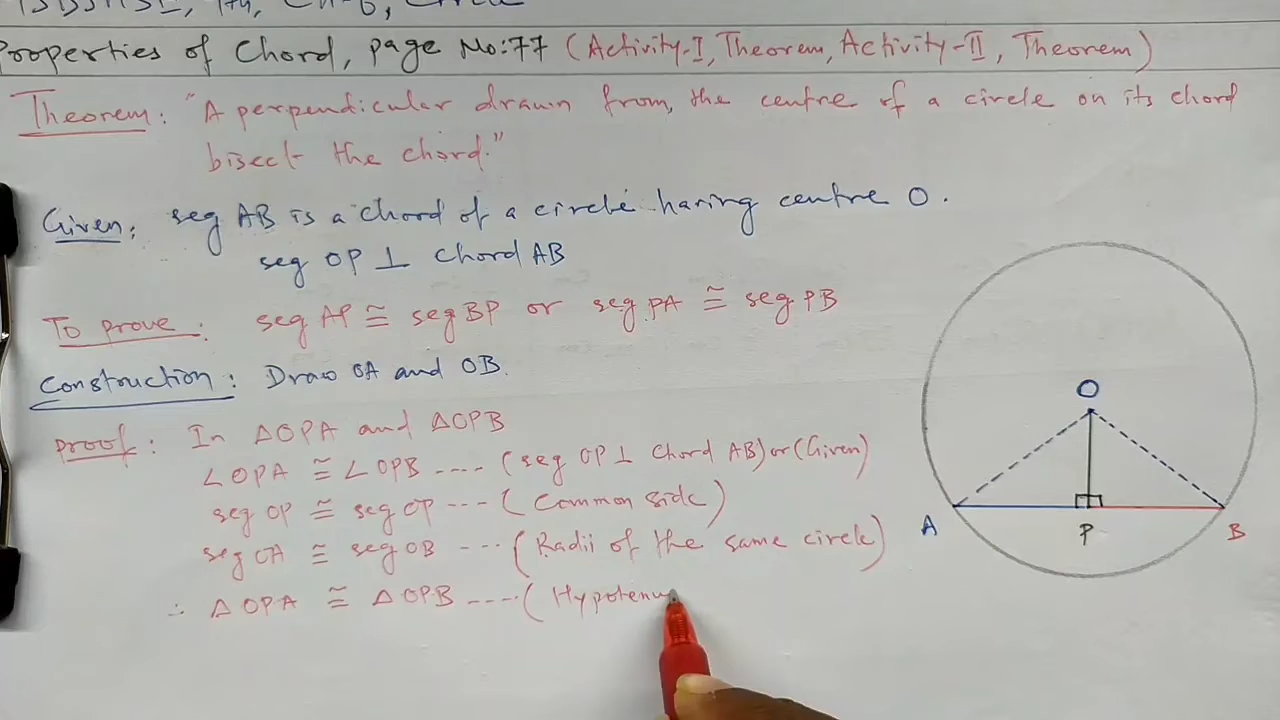 Properties of Chord, page No:77 (Activity-I, Theorem, Activity-II, Theorem)
Theorem: "A perpendicular drawn from, the centre of a circle on its chord
bisect the chord."
Given: seg AB is a chord of a circle having centre O.
seg OP ⊥ chord AB
To prove: seg AP ≅ seg BP or seg PA ≅ seg PB
Construction: Draw OA and OB.
Proof: In ΔOPA and ΔOPB
∠OPA ≅ ∠OPB ---- (seg OP ⊥ Chord AB) or (Given)
seg OP ≅ seg OP --- (Common side)
seg OA ≅ seg OB --- (Radii of the same circle)
∴ ΔOPA ≅ ΔOPB ---- (Hypotenu
O
A
P
B